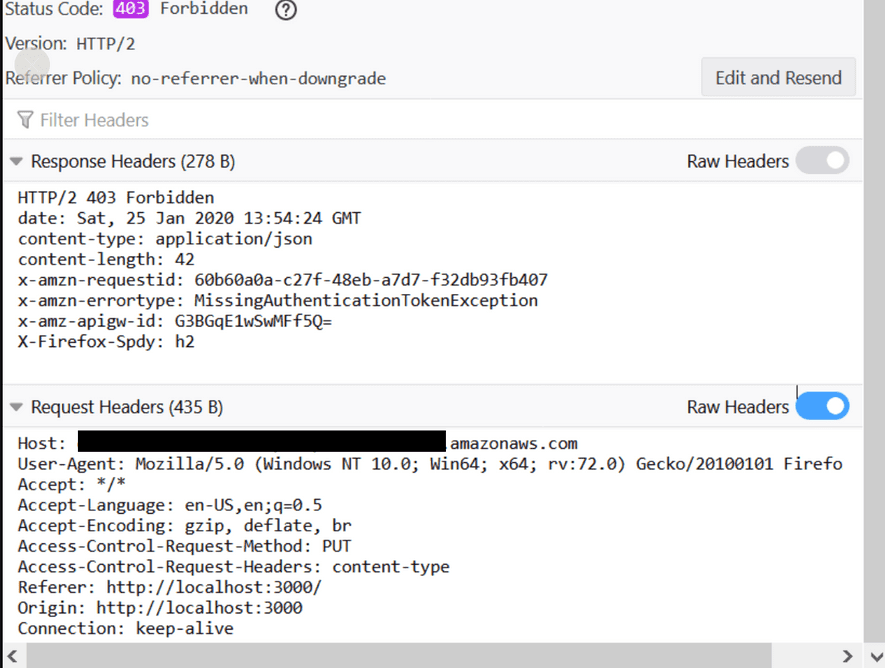 Status Code: 403 Forbidden
Version: HTTP/2
Referrer Policy: no-referrer-when-downgrade
Edit and Resend
Filter Headers
Response Headers (278 B) Raw Headers
HTTP/2 403 Forbidden
date: Sat, 25 Jan 2020 13:54:24 GMT
content-type: application/json
content-length: 42
x-amzn-requestid: 60b60a0a-c27f-48eb-a7d7-f32db93fb407
x-amzn-errortype: MissingAuthenticationTokenException
x-amz-apigw-id: G3BGqE1wSwMFf5Q=
X-Firefox-Spdy: h2
Request Headers (435 B) Raw Headers
Host: .amazonaws.com
User-Agent: Mozilla/5.0 (Windows NT 10.0; Win64; x64; rv:72.0) Gecko/20100101 Firefo
Accept: */*
Accept-Language: en-US,en;q=0.5
Accept-Encoding: gzip, deflate, br
Access-Control-Request-Method: PUT
Access-Control-Request-Headers: content-type
Referer: http://localhost:3000/
Origin: http://localhost:3000
Connection: keep-alive